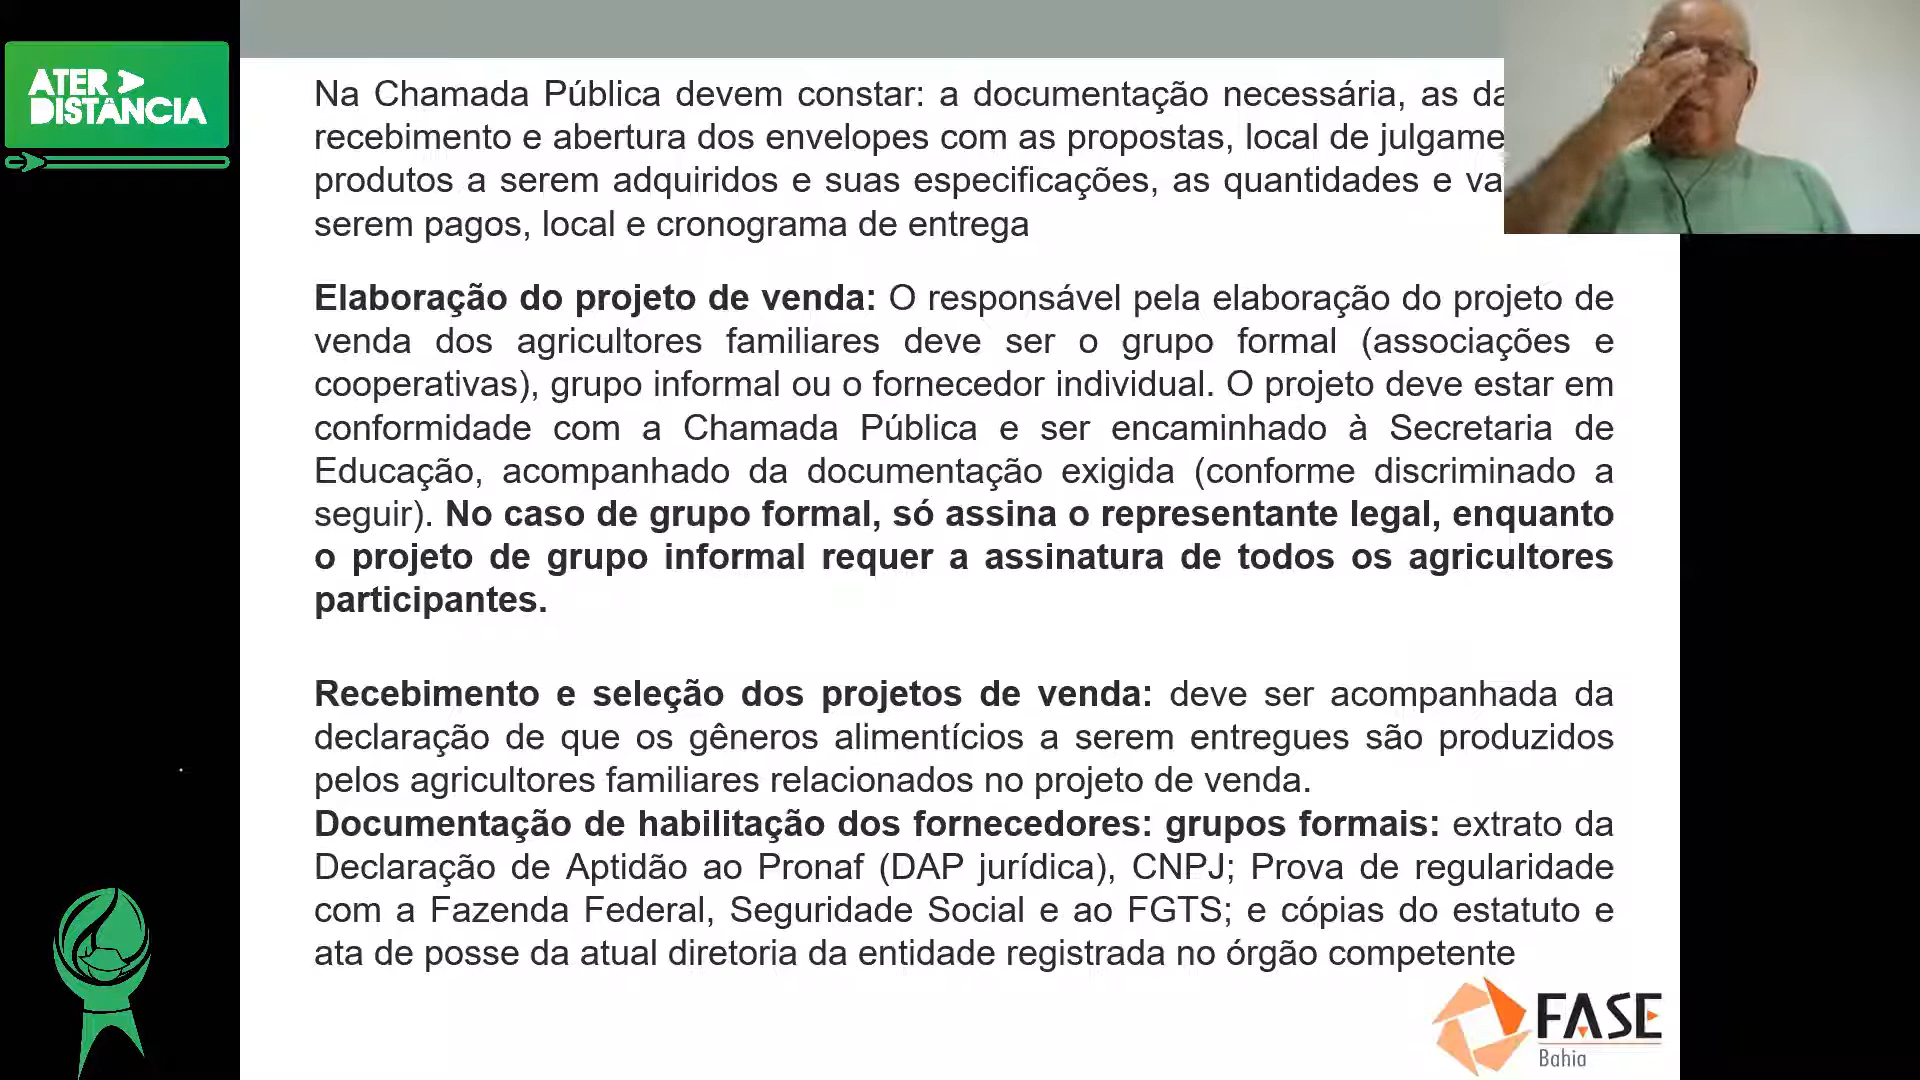 ATER
DISTÂNCIA
Na Chamada Pública devem constar: a documentação necessária, as
recebimento e abertura dos envelopes com as propostas, local de
produtos a serem adquiridos e suas especificações, as quantidades e
serem pagos, local e cronograma de entrega
Elaboração do projeto de venda: O responsável pela elaboração do projeto de
venda dos agricultores familiares deve ser o grupo formal (associações e
cooperativas), grupo informal ou o fornecedor individual. O projeto deve estar em
conformidade com a Chamada Pública e ser encaminhado à Secretaria de
Educação, acompanhado da documentação exigida (conforme discriminado a
seguir). No caso de grupo formal, só assina o representante legal, enquanto
o projeto de grupo informal requer a assinatura de todos os agricultores
participantes.
Recebimento e seleção dos projetos de venda: deve ser acompanhada da
declaração de que os gêneros alimentícios a serem entregues são produzidos
pelos agricultores familiares relacionados no projeto de venda.
Documentação de habilitação dos fornecedores: grupos formais: extrato da
Declaração de Aptidão ao Pronaf (DAP jurídica), CNPJ; Prova de regularidade
com a Fazenda Federal, Seguridade Social e ao FGTS; e cópias do estatuto e
ata de posse da atual diretoria da entidade registrada no órgão competente
FASE
Bahia